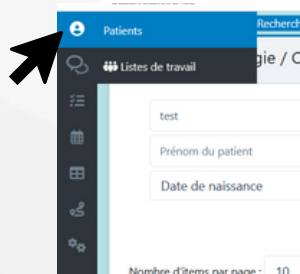 Patients
Recherch
Listes de travail
gie / C
test
Prénom du patient
Date de naissance
Nombre d'items par page : 10